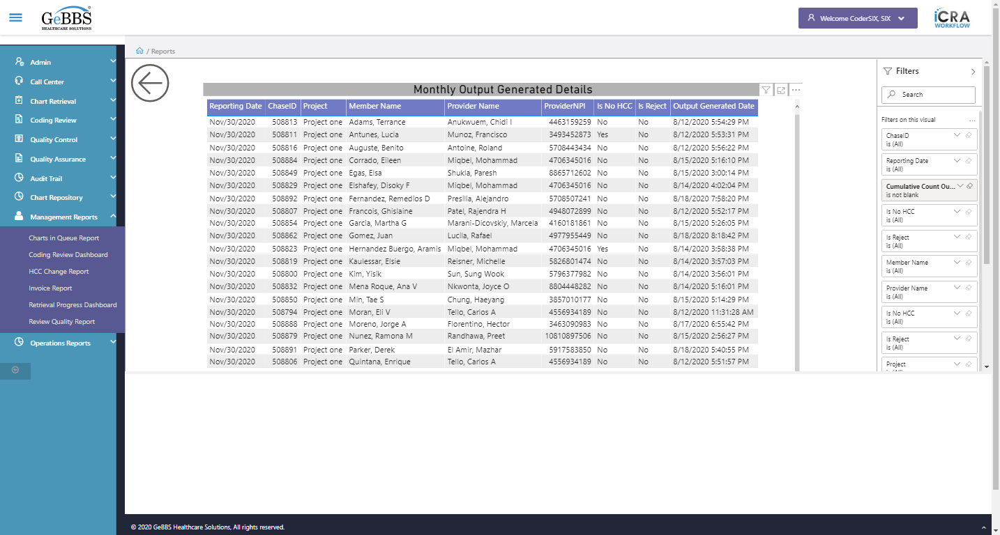 GeBBS
HEALTHCARE SOLUTIONS
Welcome CoderSIX, SIX
iCRA
WORKFLOW
/ Reports
Admin
Call Center
Chart Retrieval
Coding Review
Quality Control
Quality Assurance
Audit Trail
Chart Repository
Management Reports
Charts in Queue Report
Coding Review Dashboard
HCC Change Report
Invoice Report
Retrieval Progress Dashboard
Review Quality Report
Operations Reports
Monthly Output Generated Details
Reporting Date ChaseID Project Member Name Provider Name ProviderNPI Is No HCC Is Reject Output Generated Date
Nov/30/2020 508813 Project one Adams, Terrance Anukwuem, Chidi I 4463159259 No No 8/12/2020 5:54:29 PM
Nov/30/2020 508811 Project one Antunes, Lucia Munoz, Francisco 3493452873 Yes No 8/12/2020 5:53:31 PM
Nov/30/2020 508816 Project one Auguste, Benito Antoine, Roland 5708443434 No No 8/12/2020 5:56:22 PM
Nov/30/2020 508884 Project one Corrado, Eileen Miqbel, Mohammad 4706345016 No No 8/15/2020 5:16:10 PM
Nov/30/2020 508849 Project one Egas, Elsa Shukla, Paresh 8865712602 No No 8/15/2020 3:00:14 PM
Nov/30/2020 508829 Project one Elshafey, Disoky F Miqbel, Mohammad 4706345016 No No 8/14/2020 4:02:04 PM
Nov/30/2020 508892 Project one Fernandez, Remedios D Presilla, Alejandro 5708507241 No No 8/18/2020 7:58:20 PM
Nov/30/2020 508807 Project one Francois, Ghislaine Patel, Rajendra H 4948072899 No No 8/12/2020 5:52:17 PM
Nov/30/2020 508854 Project one Garcia, Martha G Marani-Dicovskiy, Marcela 4160181861 No No 8/15/2020 5:26:05 PM
Nov/30/2020 508862 Project one Gomez, Juan Lucila, Rafael 4977955449 No No 8/18/2020 8:18:42 PM
Nov/30/2020 508823 Project one Hernandez Buergo, Aramis Miqbel, Mohammad 4706345016 Yes No 8/14/2020 3:58:38 PM
Nov/30/2020 508819 Project one Kaulessar, Elsie Reisner, Michelle 5826801474 No No 8/14/2020 3:57:03 PM
Nov/30/2020 508800 Project one Kim, Yisik Sun, Sung Wook 5796377982 No No 8/14/2020 3:56:01 PM
Nov/30/2020 508832 Project one Mena Roque, Ana V Nkwonta, Joyce O 8804448282 No No 8/14/2020 5:16:01 PM
Nov/30/2020 508850 Project one Min, Tae S Chung, Haeyang 3857010177 No No 8/15/2020 5:14:29 PM
Nov/30/2020 508794 Project one Moran, Eli V Tello, Carlos A 4556934189 No No 8/12/2020 11:31:28 AM
Nov/30/2020 508888 Project one Moreno, Jorge A Florentino, Hector 3463090983 No No 8/17/2020 6:55:42 PM
Nov/30/2020 508879 Project one Nunez, Ramona M Randhawa, Preet 10810897506 No No 8/15/2020 2:56:27 PM
Nov/30/2020 508891 Project one Parker, Derek El Amir, Mazhar 5917583850 No No 8/18/2020 5:40:55 PM
Nov/30/2020 508806 Project one Quintana, Enrique Tello, Carlos A 4556934189 No No 8/12/2020 5:51:57 PM
Filters
Search
Filters on this visual
ChaseID
is (All)
Reporting Date
is (All)
Cumulative Count Ou...
is not blank
Is No HCC
is (All)
Is Reject
is (All)
Member Name
is (All)
Provider Name
is (All)
Is No HCC
is (All)
Is Reject
is (All)
Project
is (All)
© 2020 GeBBS Healthcare Solutions, All rights reserved.